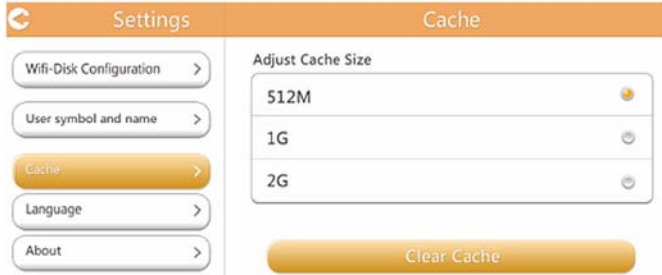 Settings
Cache
Wifi-Disk Configuration
User symbol and name
Cache
Language
About
Adjust Cache Size
512M
1G
2G
Clear Cache